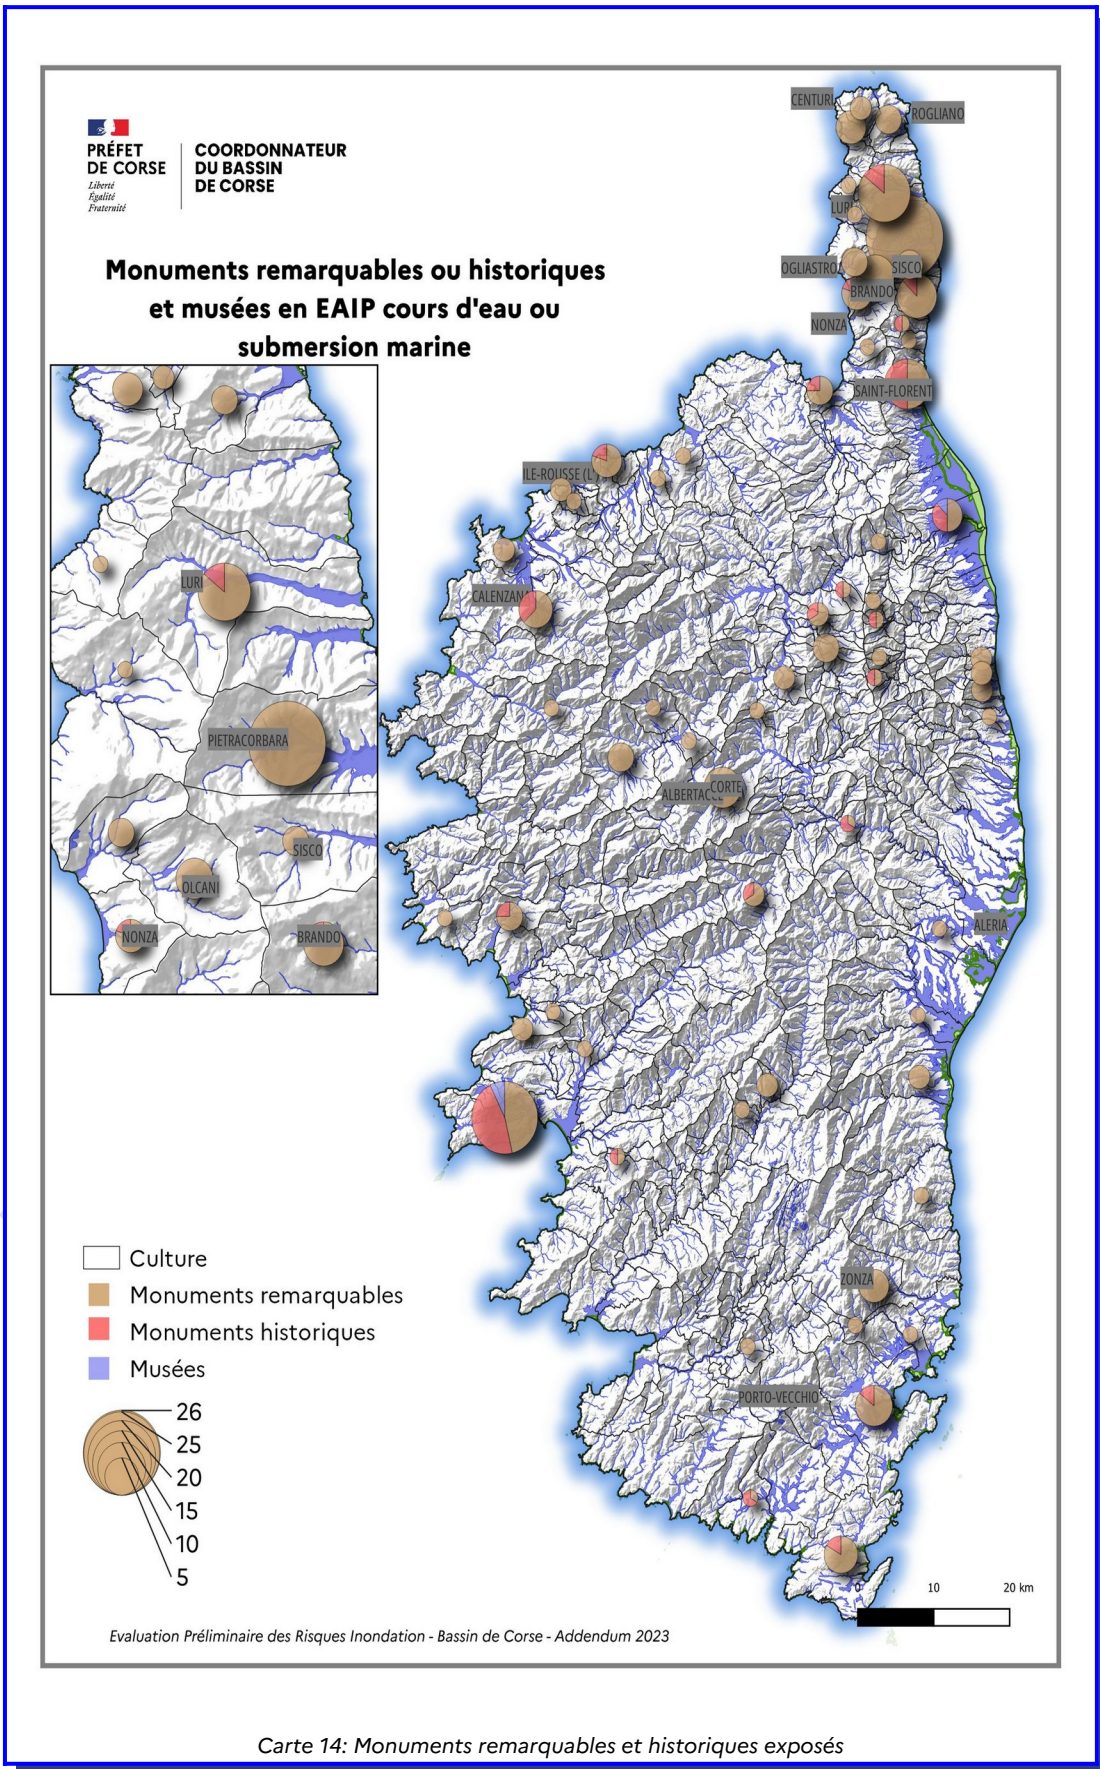 PRÉFET
DE CORSE
Liberté
Égalité
Fraternité
COORDONNATEUR
DU BASSIN
DE CORSE
Monuments remarquables ou historiques
et musées en EAIP cours d'eau ou
submersion marine
CENTURI
ROGLIANO
LURI
OGLIASTRO
SISCO
BRANDO
NONZA
SAINT-FLORENT
ILE-ROUSSE (L')
CALENZANA
CORTE
ALERIA
ZONZA
PORTO-VECCHIO
LURI
PIETRACORBARA
SISCO
OLCANI
NONZA
BRANDO
Culture
Monuments remarquables
Monuments historiques
Musées
26
25
20
15
10
5
0 10 20 km
Evaluation Préliminaire des Risques Inondation - Bassin de Corse - Addendum 2023
Carte 14: Monuments remarquables et historiques exposés